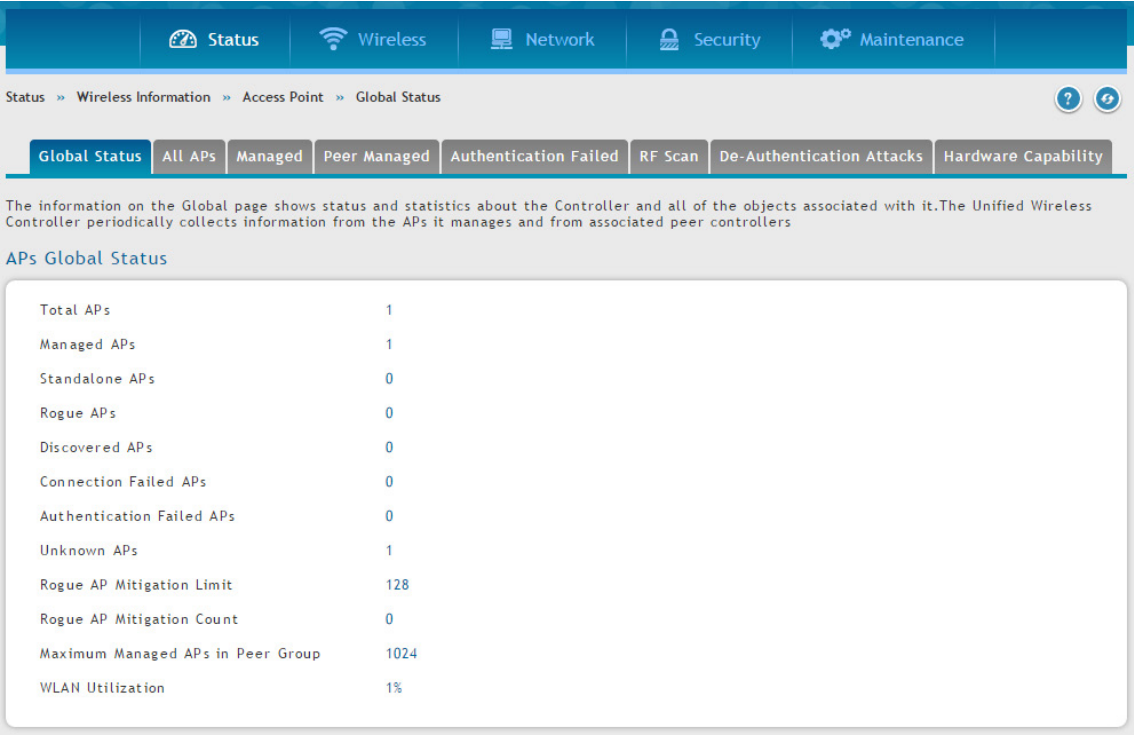 Status Wireless Network Security Maintenance
Status » Wireless Information » Access Point » Global Status
Global Status All APs Managed Peer Managed Authentication Failed RF Scan De-Authentication Attacks Hardware Capability
The information on the Global page shows status and statistics about the Controller and all of the objects associated with it.The Unified Wireless
Controller periodically collects information from the APs it manages and from associated peer controllers
APs Global Status
Total APs 1
Managed APs 1
Standalone APs 0
Rogue APs 0
Discovered APs 0
Connection Failed APs 0
Authentication Failed APs 0
Unknown APs 1
Rogue AP Mitigation Limit 128
Rogue AP Mitigation Count 0
Maximum Managed APs in Peer Group 1024
WLAN Utilization 1%